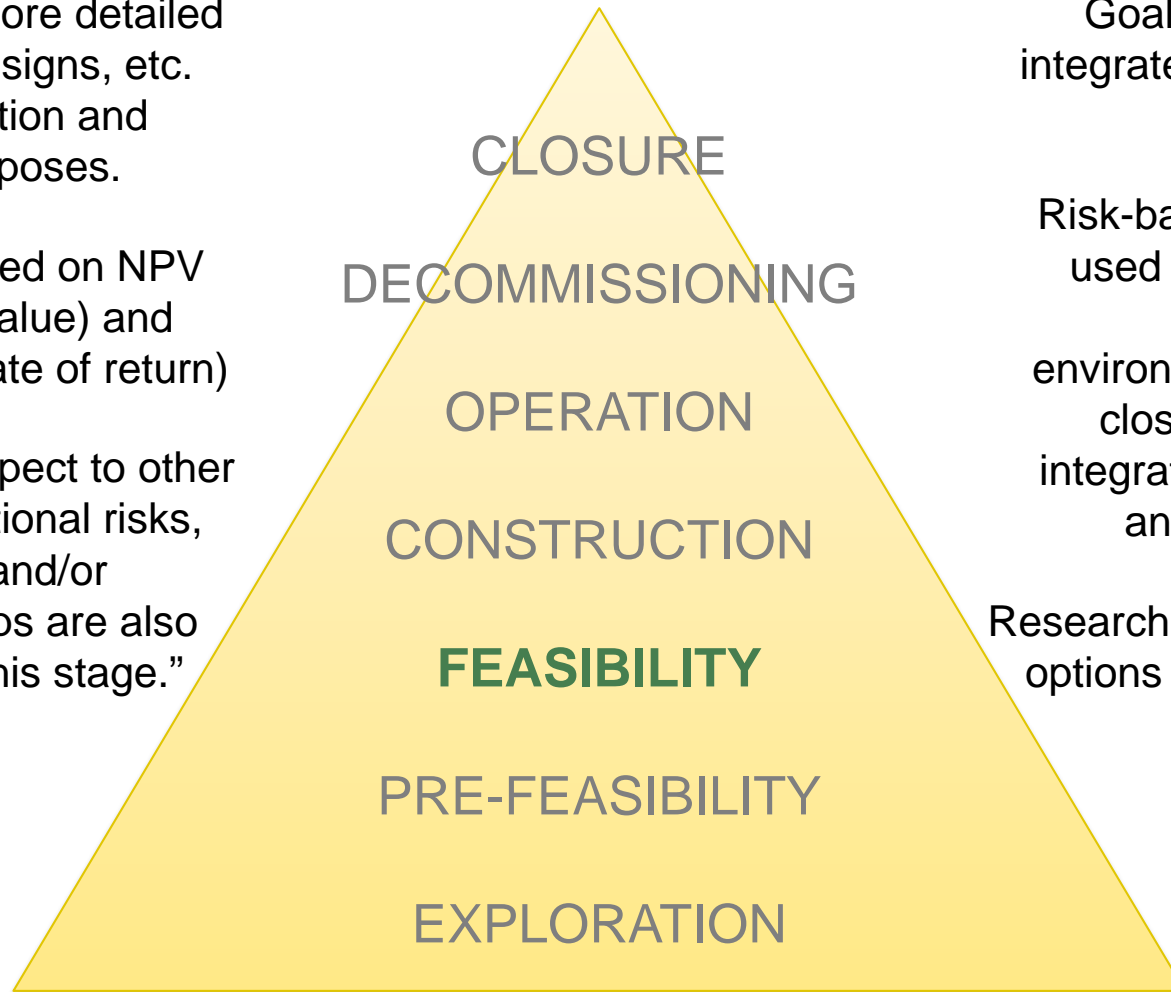 ore detailed
signs, etc.
tion and
poses.
ed on NPV
alue) and
ate of return)
pect to other
tional risks,
and/or
os are also
his stage.”
CLOSURE
DECOMMISSIONING
OPERATION
CONSTRUCTION
FEASIBILITY
PRE-FEASIBILITY
EXPLORATION
Goal
integrate
Risk-ba
used
environ
clos
integrat
an
Research
options